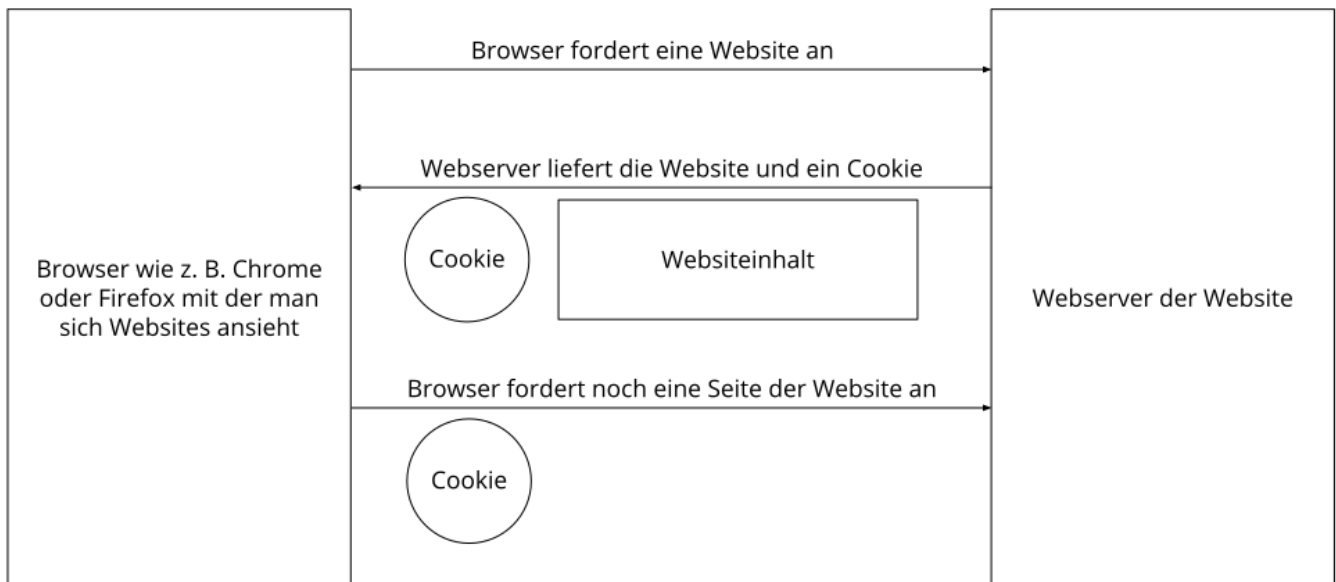 Browser fordert eine Website an
Webserver liefert die Website und ein Cookie
Cookie
Websiteinhalt
Browser wie z. B. Chrome
oder Firefox mit der man
sich Websites ansieht
Webserver der Website
Browser fordert noch eine Seite der Website an
Cookie